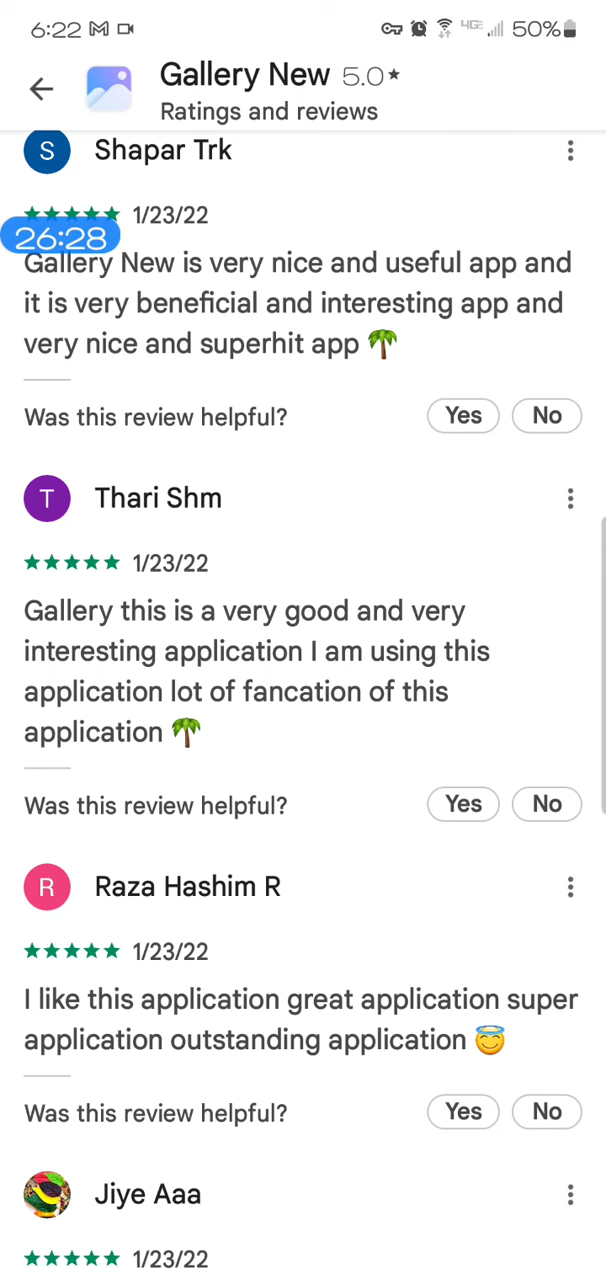 6:22 4G 50%
Gallery New 5.0★
Ratings and reviews
S Shapar Trk
★★★★★ 1/23/22
26:28
Gallery New is very nice and useful app and
it is very beneficial and interesting app and
very nice and superhit app 🌴
Was this review helpful? Yes No
T Thari Shm
★★★★★ 1/23/22
Gallery this is a very good and very
interesting application I am using this
application lot of fancation of this
application 🌴
Was this review helpful? Yes No
R Raza Hashim R
★★★★★ 1/23/22
I like this application great application super
application outstanding application 😇
Was this review helpful? Yes No
Jiye Aaa
★★★★★ 1/23/22